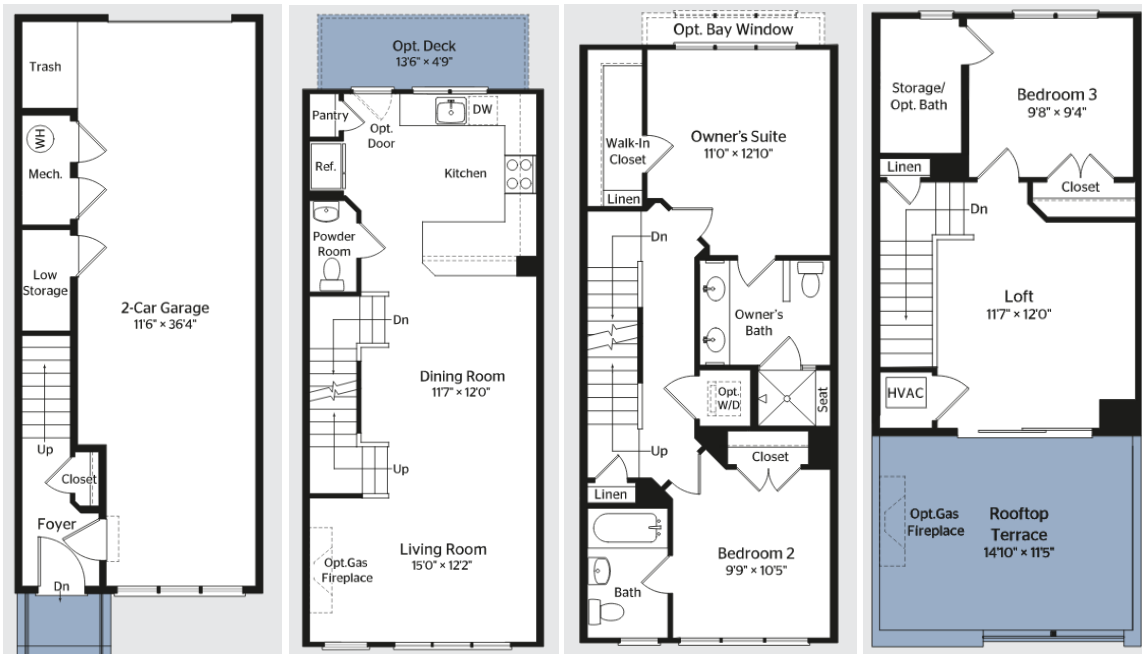 Trash
WH
Mech.
Low
Storage
2-Car Garage
11'6" × 36'4"
Up
Closet
Foyer
Dn
Opt. Deck
13'6" × 4'9"
Pantry
Opt.
Door
DW
Ref.
Kitchen
Powder
Room
Dn
Dining Room
11'7" × 12'0"
Up
Living Room
15'0" × 12'2"
Opt.Gas
Fireplace
Opt. Bay Window
Owner's Suite
11'0" × 12'10"
Walk-In
Closet
Linen
Dn
Owner's
Bath
Opt.
W/D
Seat
Up
Closet
Linen
Bedroom 2
9'9" × 10'5"
Bath
Storage/
Opt. Bath
Bedroom 3
9'8" × 9'4"
Linen
Closet
Dn
Loft
11'7" × 12'0"
HVAC
Opt.Gas
Fireplace
Rooftop
Terrace
14'10" × 11'5"